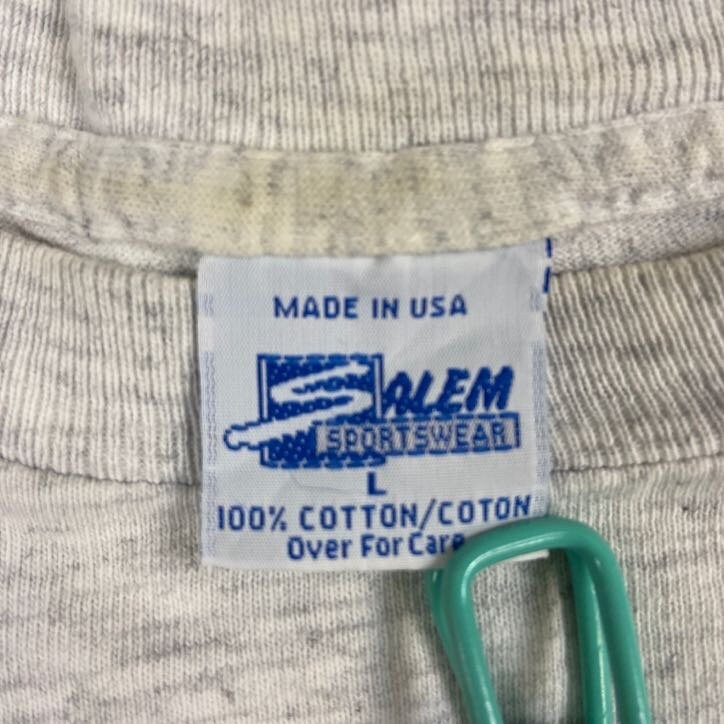 MADE IN USA
SALEM
SPORTSWEAR
L
100% COTTON/COTON
Over For Care